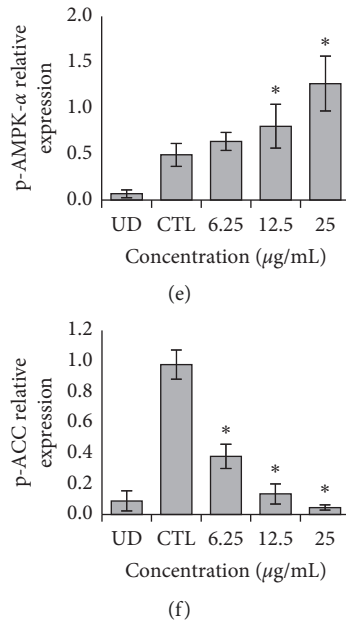 p-AMPK-α relative
expression
2.0
1.5
1.0
0.5
0.0
*
*
UD CTL 6.25 12.5 25
Concentration (μg/mL)
(e)
p-ACC relative
expression
1.2
1.0
0.8
0.6
0.4
0.2
0.0
*
*
*
UD CTL 6.25 12.5 25
Concentration (μg/mL)
(f)